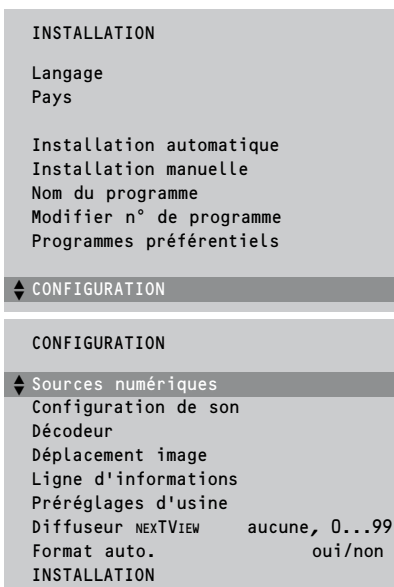 INSTALLATION
Langage
Pays
Installation automatique
Installation manuelle
Nom du programme
Modifier n° de programme
Programmes préférentiels
CONFIGURATION
CONFIGURATION
Sources numériques
Configuration de son
Décodeur
Déplacement image
Ligne d'informations
Préréglages d'usine
Diffuseur NEXTVIEW aucune, 0...99
Format auto. oui/non
INSTALLATION